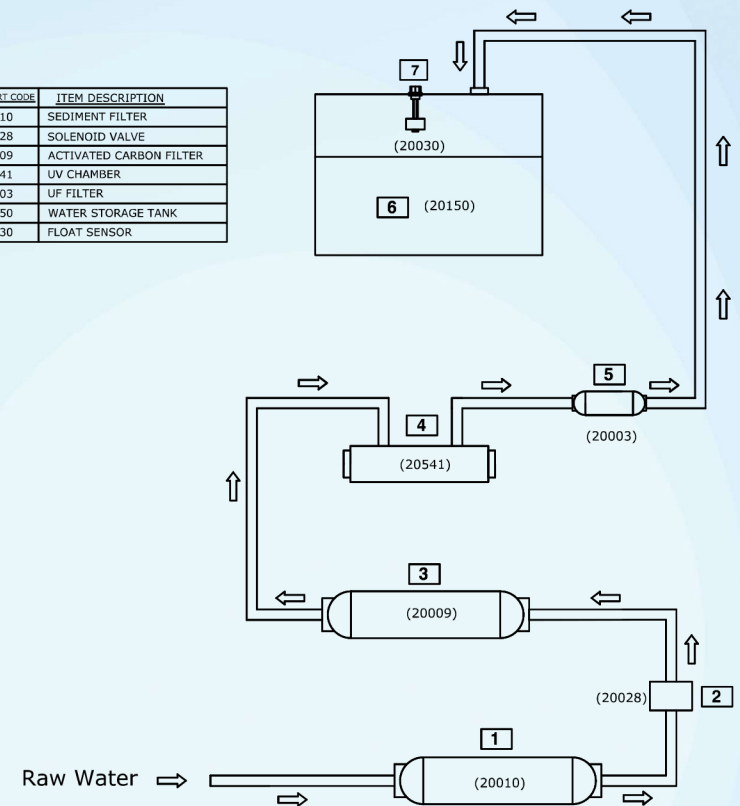 7
RT CODE ITEM DESCRIPTION
10 SEDIMENT FILTER
28 SOLENOID VALVE
09 ACTIVATED CARBON FILTER
41 UV CHAMBER
03 UF FILTER
50 WATER STORAGE TANK
30 FLOAT SENSOR
(20030)
6 (20150)
5
(20003)
4
(20541)
3
(20009)
(20028) 2
1
Raw Water
(20010)